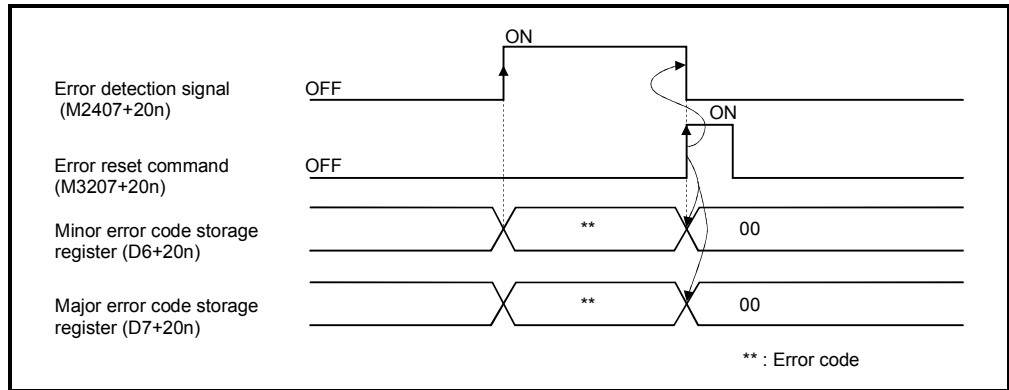 ON
Error detection signal
(M2407+20n)
OFF
ON
Error reset command
(M3207+20n)
OFF
Minor error code storage
register (D6+20n)
**
00
Major error code storage
register (D7+20n)
**
00
** : Error code